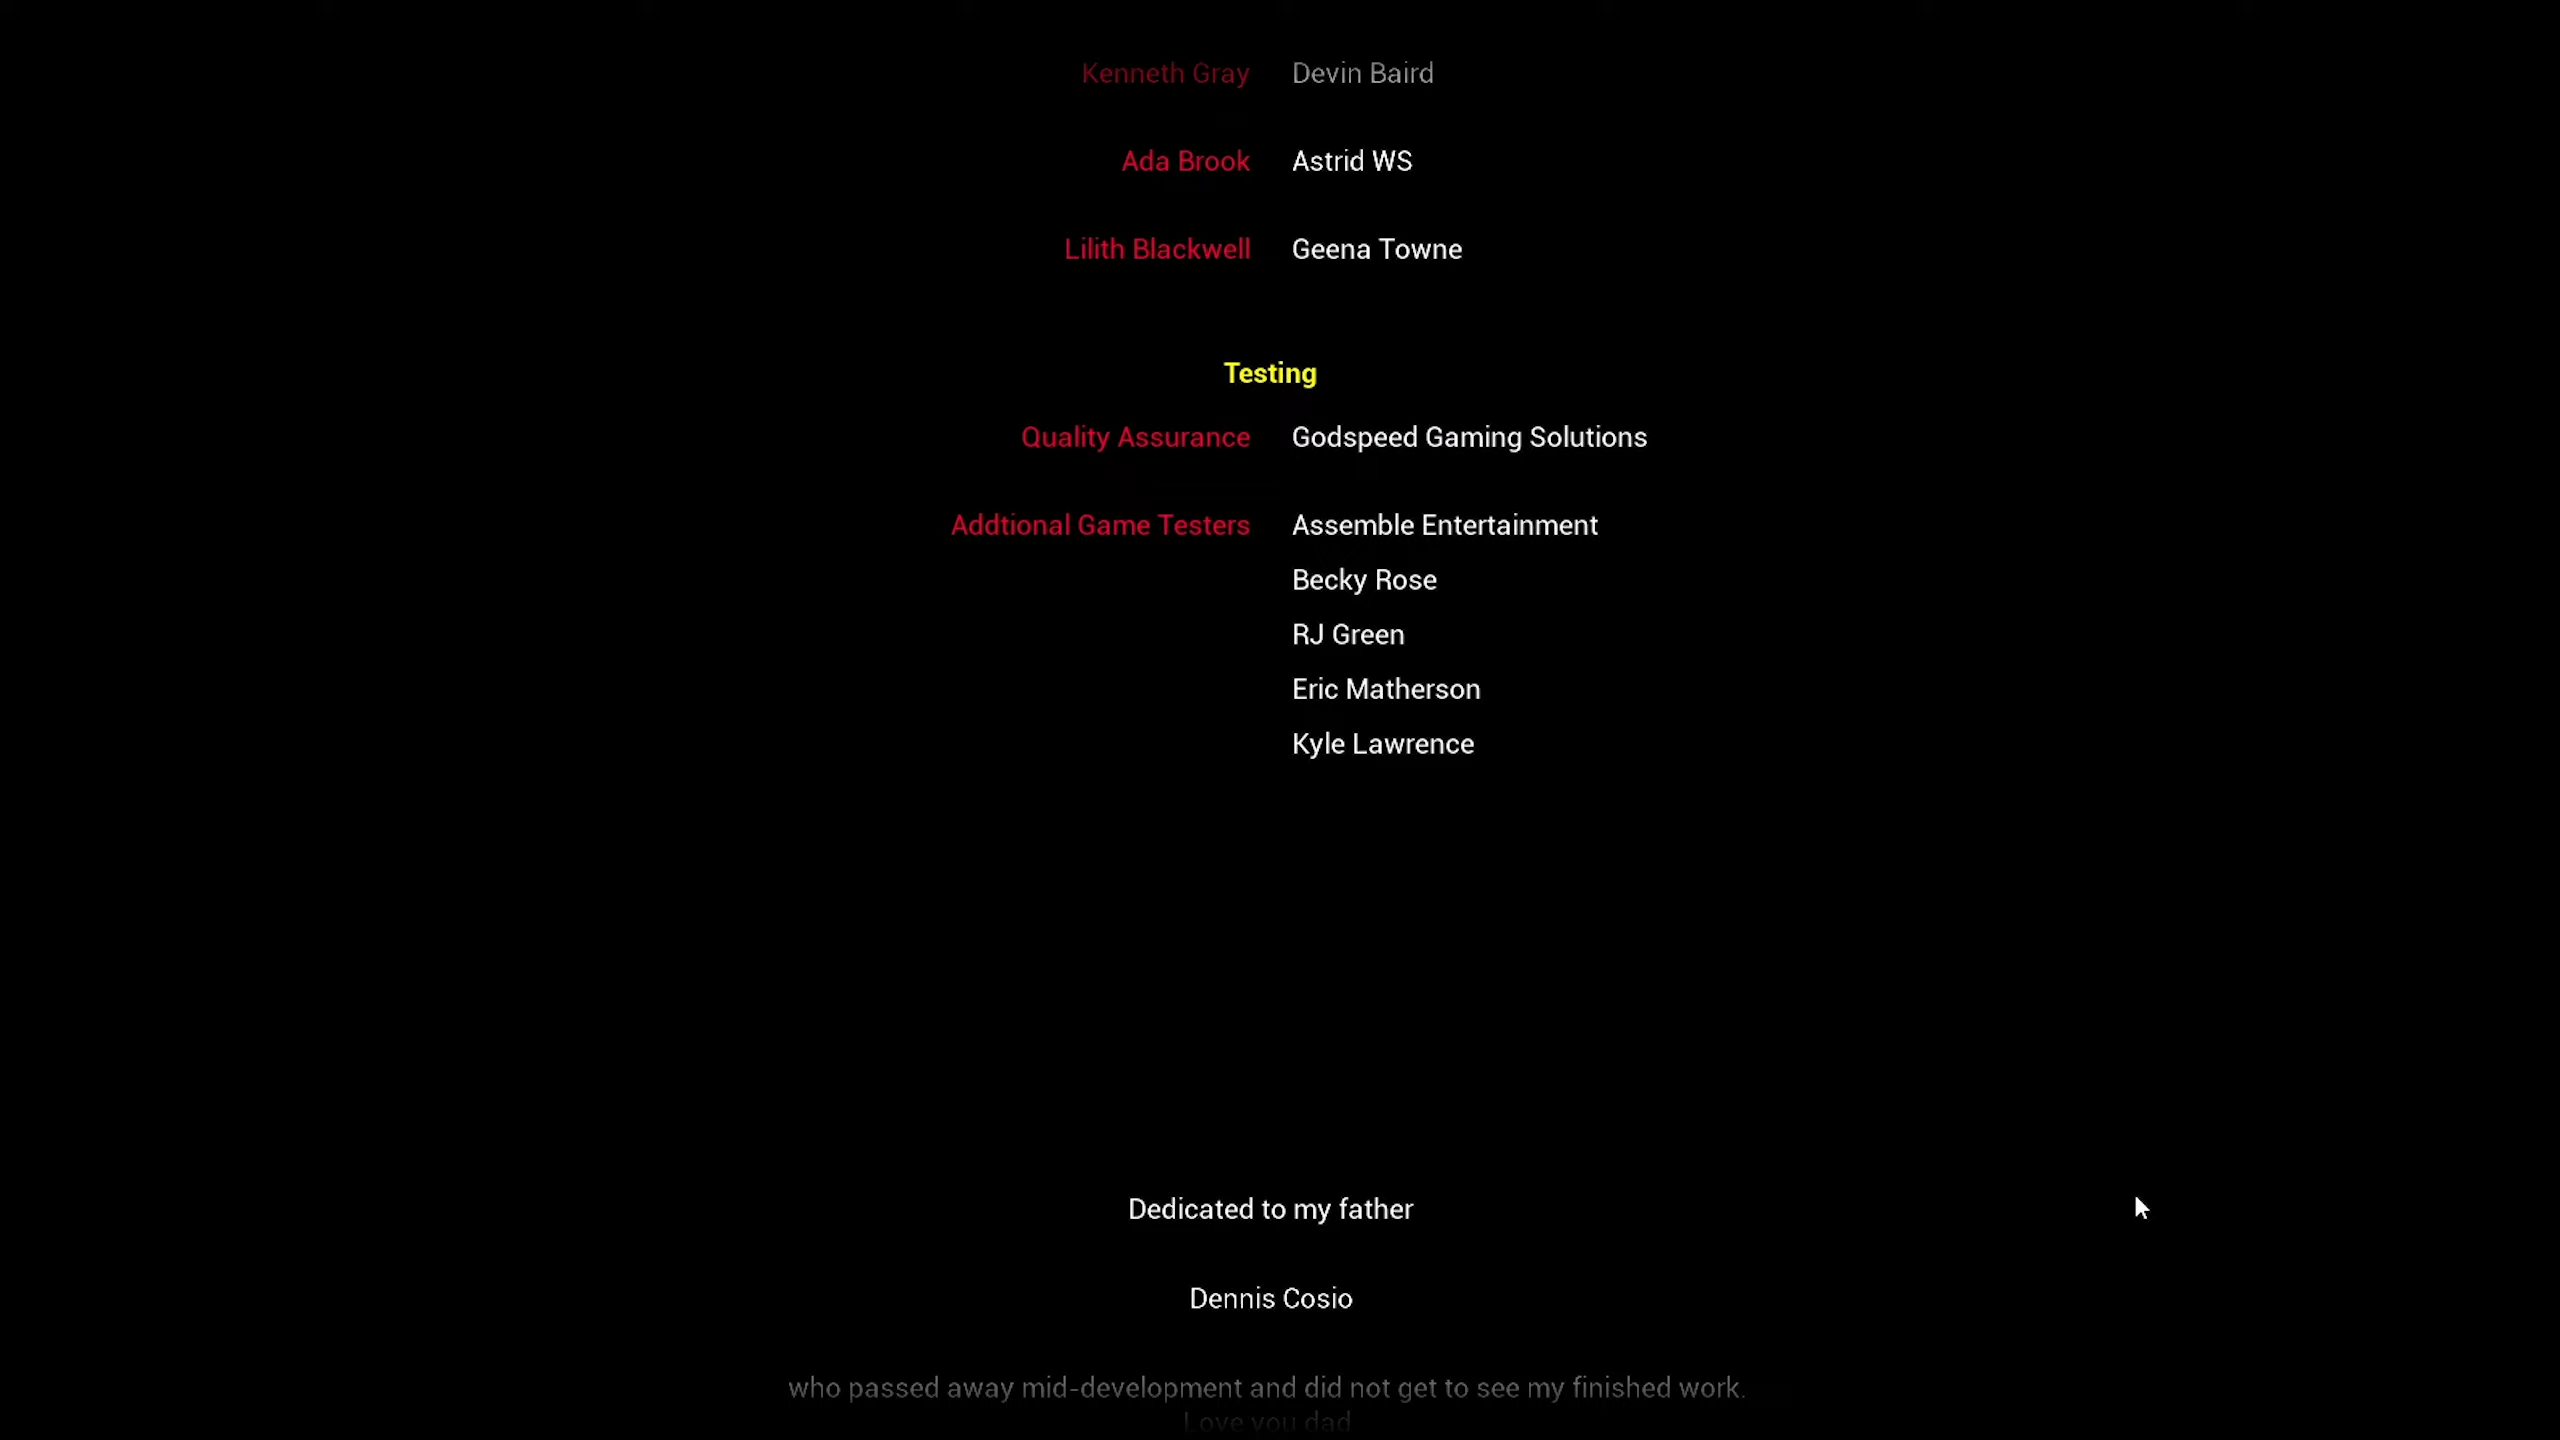 Kenneth Gray Devin Baird
Ada Brook Astrid WS
Lilith Blackwell Geena Towne
Testing
Quality Assurance Godspeed Gaming Solutions
Addtional Game Testers Assemble Entertainment
Becky Rose
RJ Green
Eric Matherson
Kyle Lawrence
Dedicated to my father
Dennis Cosio
who passed away mid-development and did not get to see my finished work.
Love you dad